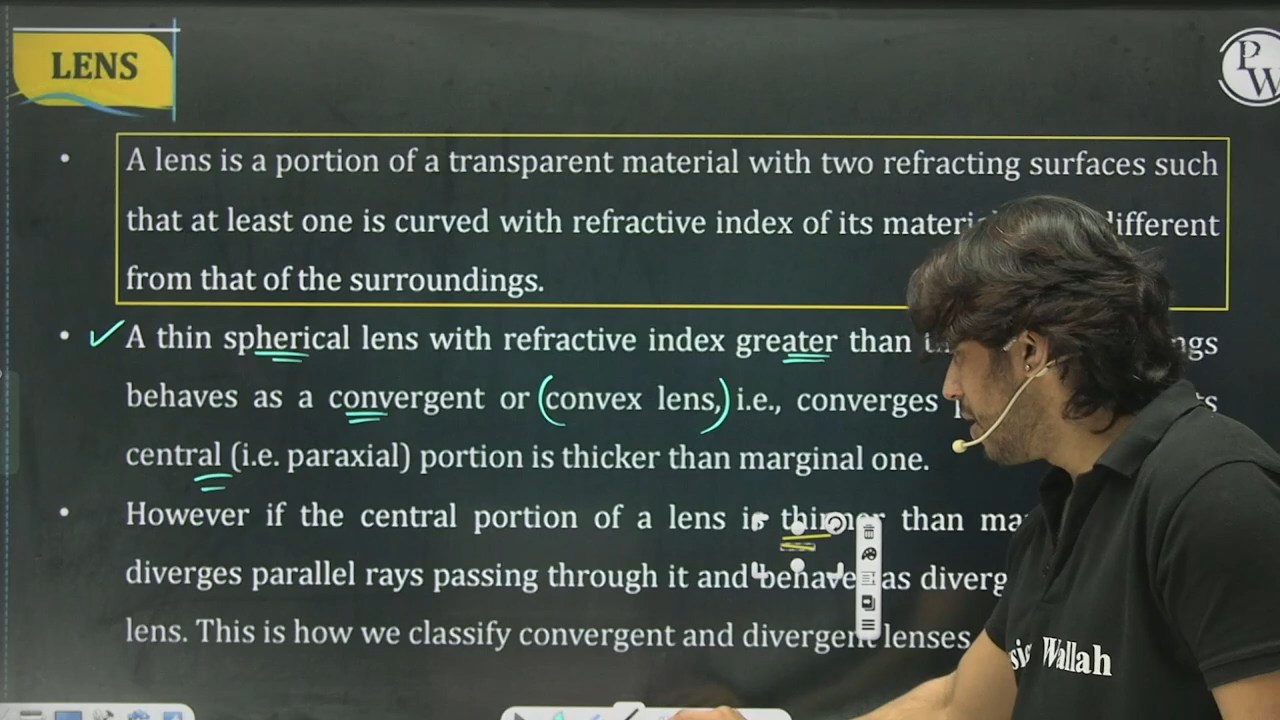 LENS
PW
A lens is a portion of a transparent material with two refracting surfaces such
that at least one is curved with refractive index of its different
from that of the surroundings.
A thin spherical lens with refractive index greater than
behaves as a convergent or (convex lens,) i.e., converges
central (i.e. paraxial) portion is thicker than marginal one.
However if the central portion of a lens is thinner than
diverges parallel rays passing through it and behaves as
lens. This is how we classify convergent and divergent lenses
Wallah